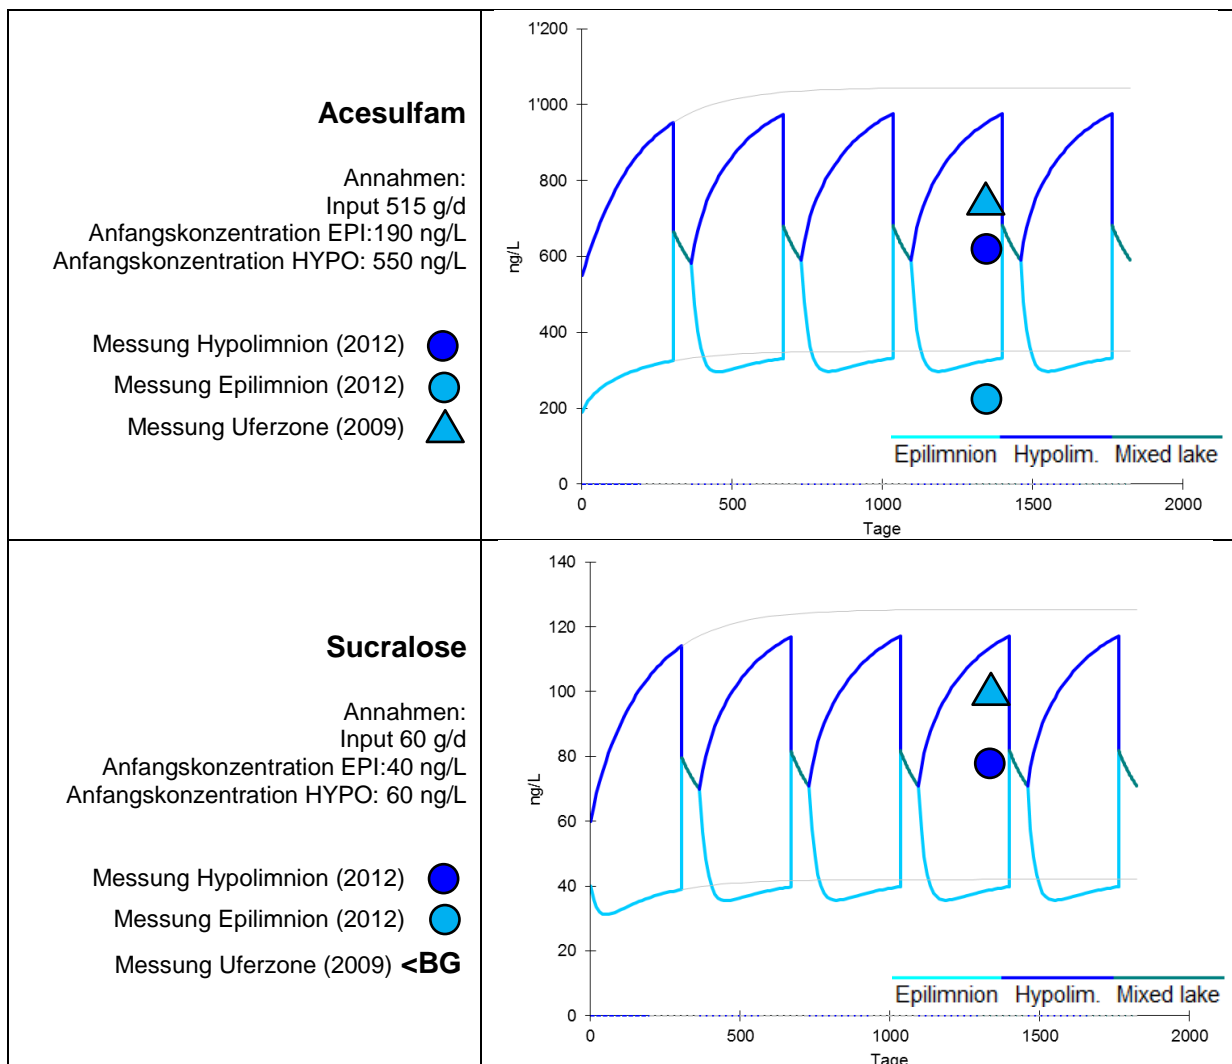 Acesulfam
Annahmen:
Input 515 g/d
Anfangskonzentration EPI:190 ng/L
Anfangskonzentration HYPO: 550 ng/L
Messung Hypolimnion (2012)
Messung Epilimnion (2012)
Messung Uferzone (2009)
1'200
1'000
800
600
400
200
0
ng/L
0 500 1000 1500 2000
Tage
Epilimnion Hypolim. Mixed lake
Sucralose
Annahmen:
Input 60 g/d
Anfangskonzentration EPI:40 ng/L
Anfangskonzentration HYPO: 60 ng/L
Messung Hypolimnion (2012)
Messung Epilimnion (2012)
Messung Uferzone (2009) <BG
140
120
100
80
60
40
20
0
ng/L
0 500 1000 1500 2000
Tage
Epilimnion Hypolim. Mixed lake